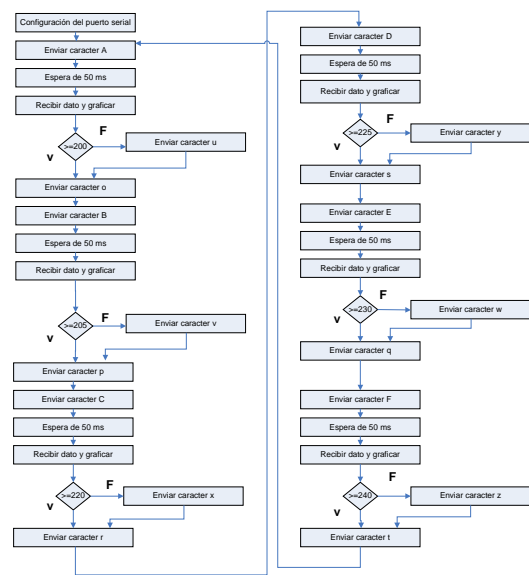 Configuración del puerto serial
Enviar caracter A
Espera de 50 ms
Recibir dato y graficar
>=200
F
v
Enviar caracter u
Enviar caracter o
Enviar caracter B
Espera de 50 ms
Recibir dato y graficar
>=205
F
v
Enviar caracter v
Enviar caracter p
Enviar caracter C
Espera de 50 ms
Recibir dato y graficar
>=220
F
v
Enviar caracter x
Enviar caracter r
Enviar caracter D
Espera de 50 ms
Recibir dato y graficar
>=225
F
v
Enviar caracter y
Enviar caracter s
Enviar caracter E
Espera de 50 ms
Recibir dato y graficar
>=230
F
v
Enviar caracter w
Enviar caracter q
Enviar caracter F
Espera de 50 ms
Recibir dato y graficar
>=240
F
v
Enviar caracter z
Enviar caracter t